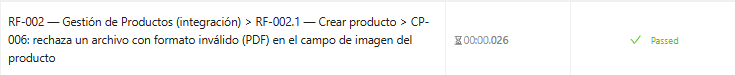 RF-002 — Gestión de Productos (integración) > RF-002.1 — Crear producto > CP-
006: rechaza un archivo con formato inválido (PDF) en el campo de imagen del
producto
00:00.026
Passed